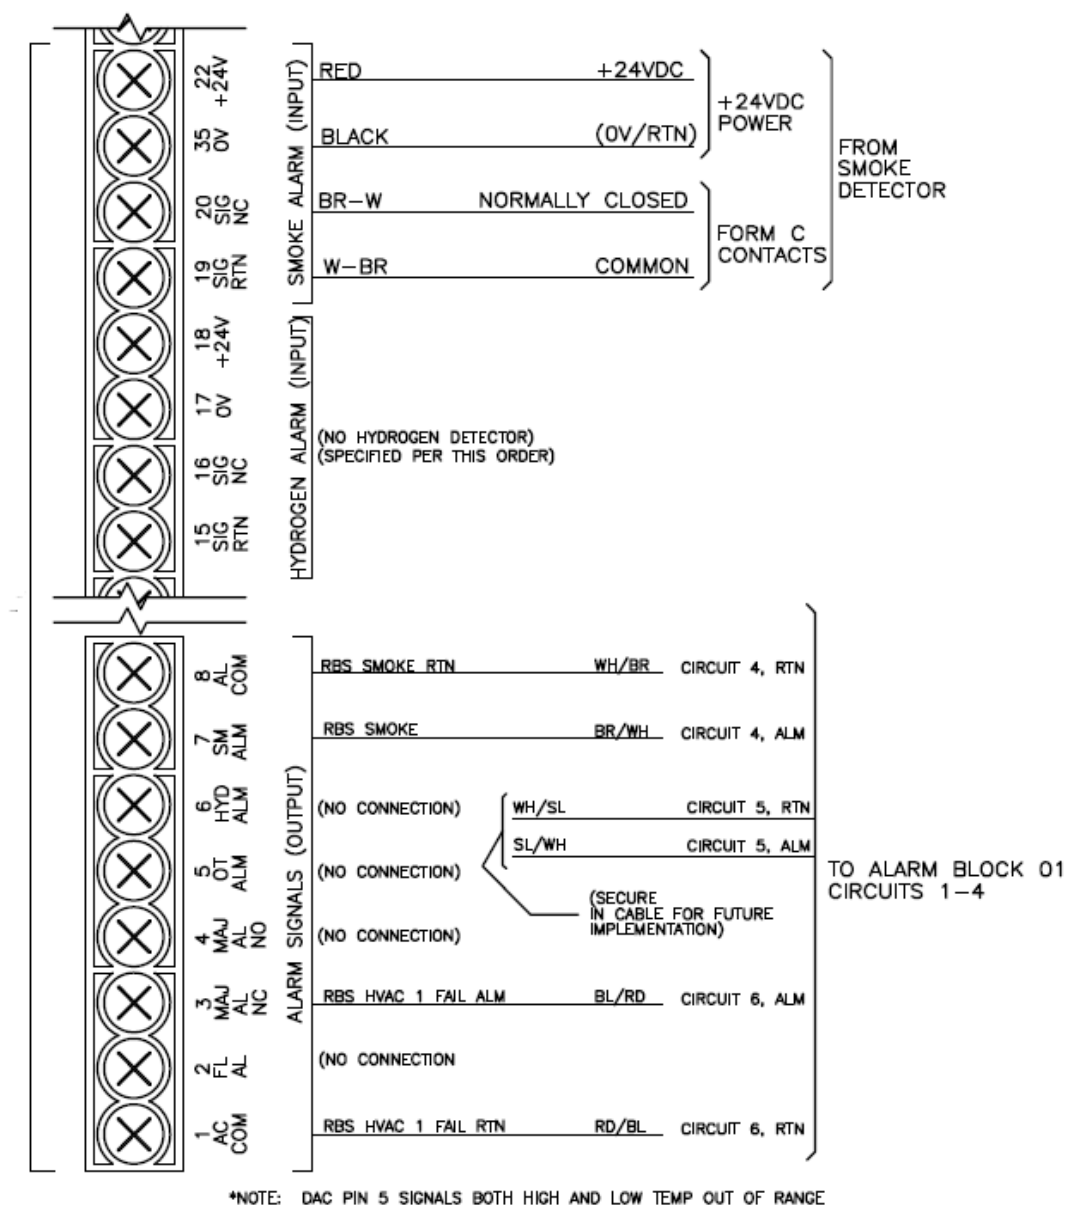 22 +24V
SMOKE ALARM (INPUT)
RED +24VDC
+24VDC
POWER
35 0V
BLACK (0V/RTN)
FROM
SMOKE
DETECTOR
20 SIG NC
BR-W NORMALLY CLOSED
FORM C
CONTACTS
19 SIG RTN
W-BR COMMON
18 +24V
HYDROGEN ALARM (INPUT)
17 0V
(NO HYDROGEN DETECTOR)
(SPECIFIED PER THIS ORDER)
16 SIG NC
15 SIG RTN
8 AL COM
RBS SMOKE RTN WH/BR CIRCUIT 4, RTN
7 SM ALM
RBS SMOKE BR/WH CIRCUIT 4, ALM
ALARM SIGNALS (OUTPUT)
6 HYD ALM
(NO CONNECTION)
WH/SL CIRCUIT 5, RTN
SL/WH CIRCUIT 5, ALM
5 OT ALM
(NO CONNECTION)
TO ALARM BLOCK 01
CIRCUITS 1-4
(SECURE
IN CABLE FOR FUTURE
IMPLEMENTATION)
4 MAJ AL NO
(NO CONNECTION)
3 MAJ AL NC
RBS HVAC 1 FAIL ALM BL/RD CIRCUIT 6, ALM
2 FL AL
(NO CONNECTION
1 AC COM
RBS HVAC 1 FAIL RTN RD/BL CIRCUIT 6, RTN
*NOTE: DAC PIN 5 SIGNALS BOTH HIGH AND LOW TEMP OUT OF RANGE